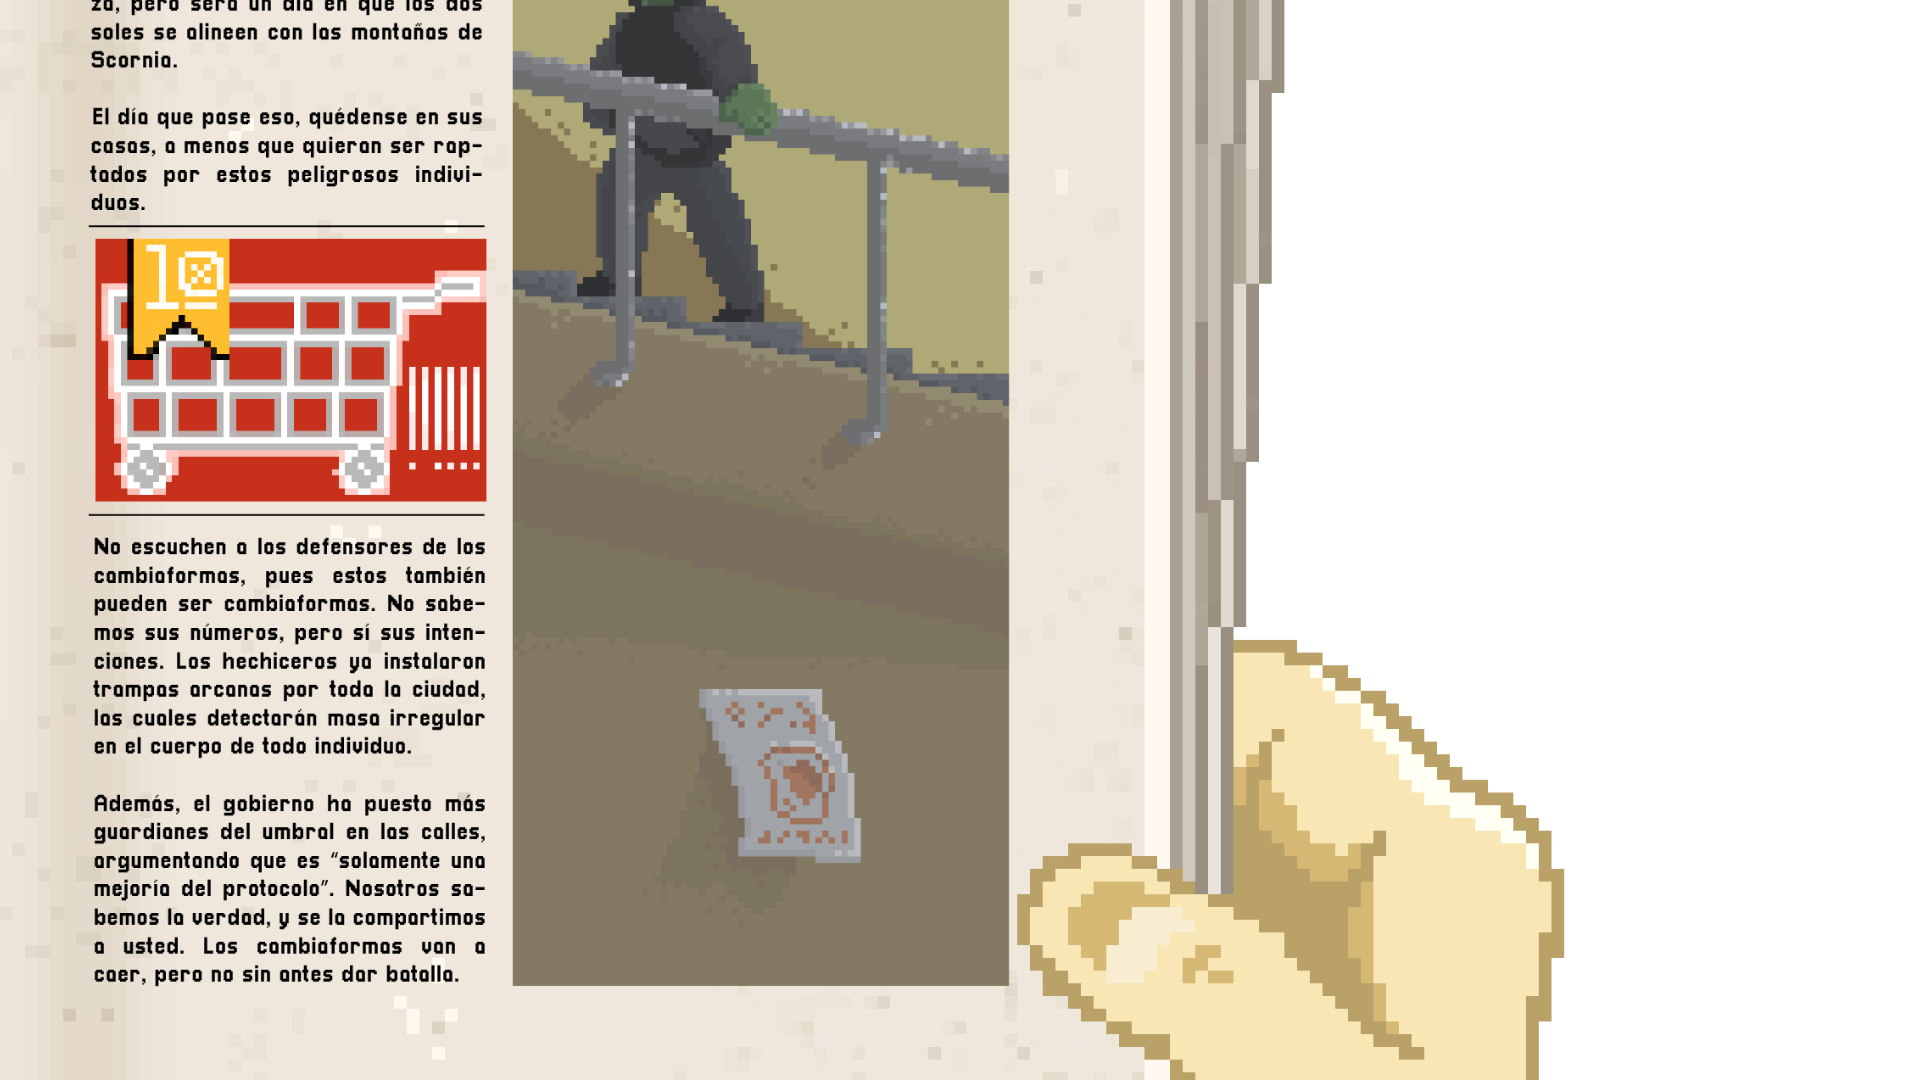 za, pero será un día en que los dos
soles se alineen con las montañas de
Scornia.
El día que pase eso, quédense en sus
casas, a menos que quieran ser rap-
tados por estos peligrosos indivi-
duos.
10
No escuchen a los defensores de los
cambiaformas, pues estos también
pueden ser cambiaformas. No sabe-
mos sus números, pero sí sus inten-
ciones. Los hechiceros ya instalaron
trampas arcanas por toda la ciudad,
las cuales detectarán masa irregular
en el cuerpo de todo individuo.
Además, el gobierno ha puesto más
guardianes del umbral en las calles,
argumentando que es “solamente una
mejoría del protocolo”. Nosotros sa-
bemos la verdad, y se la compartimos
a usted. Los cambiaformas van a
caer, pero no sin antes dar batalla.